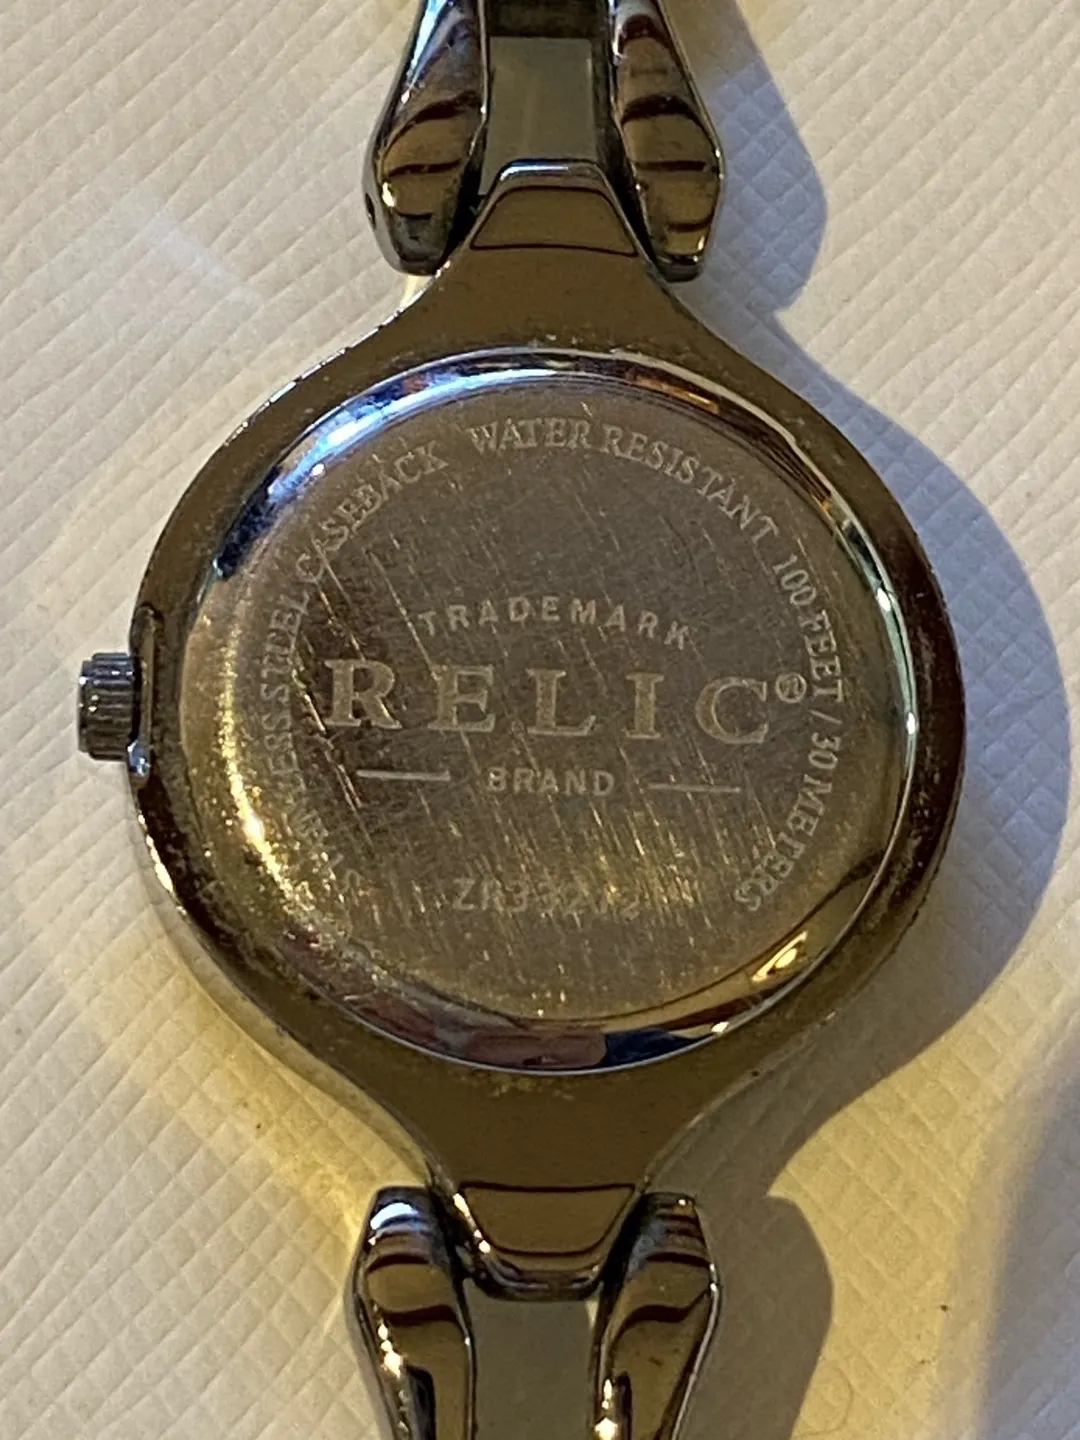 STAINLESS STEEL CASEBACK WATER RESISTANT 100 FEET / 30 METERS
TRADEMARK
RELIC®
BRAND